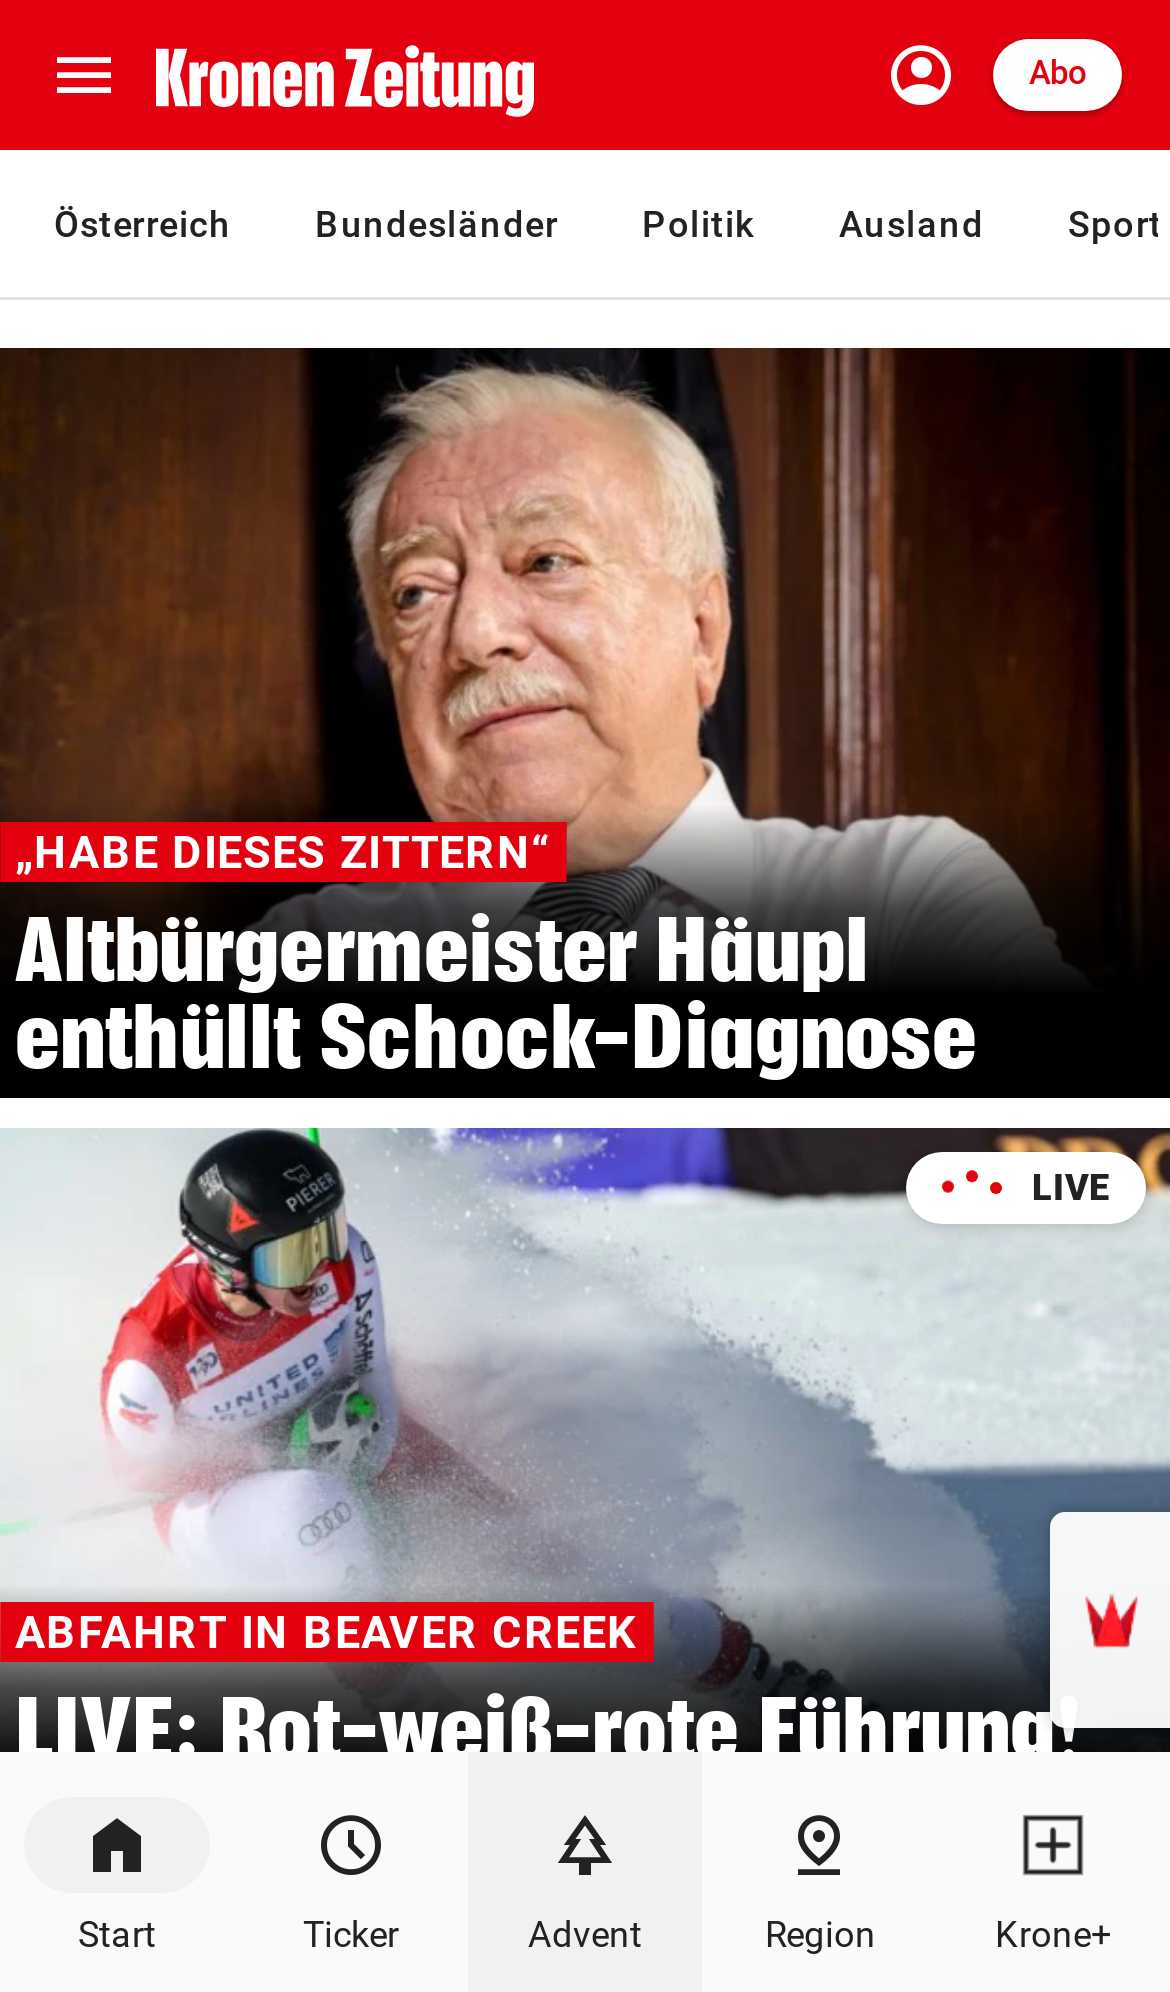 Kronen Zeitung
Abo
Österreich Bundesländer Politik Ausland Sport
„HABE DIESES ZITTERN“
Altbürgermeister Häupl
enthüllt Schock-Diagnose
LIVE
PIERER
Schöffel
UNITED
AIRLINES
ABFAHRT IN BEAVER CREEK
LIVE: Rot-weiß-rote Führung!
Start Ticker Advent Region Krone+